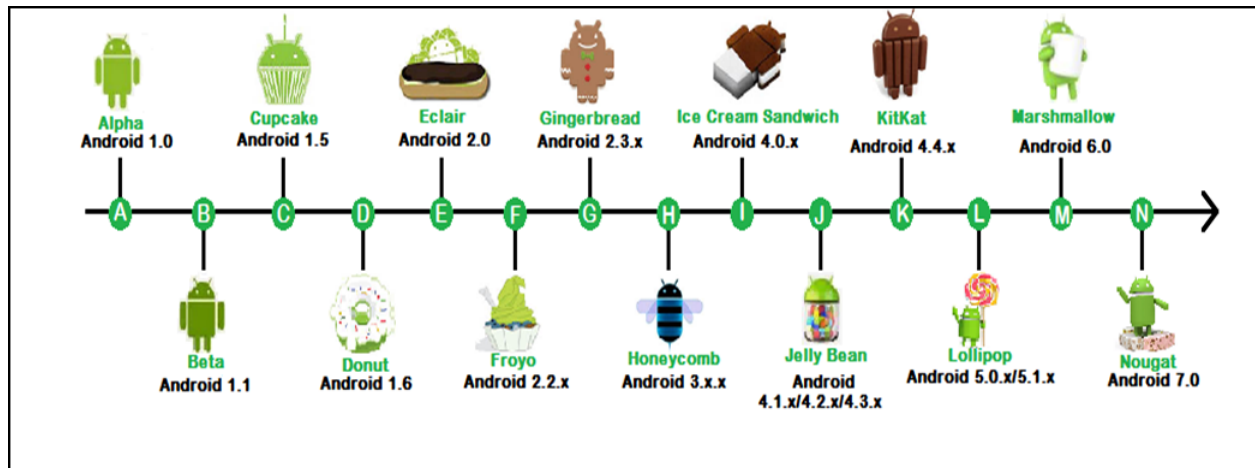 Alpha
Android 1.0
Cupcake
Android 1.5
Eclair
Android 2.0
Gingerbread
Android 2.3.x
Ice Cream Sandwich
Android 4.0.x
KitKat
Android 4.4.x
Marshmallow
Android 6.0
A B C D E F G H I J K L M N
Beta
Android 1.1
Donut
Android 1.6
Froyo
Android 2.2.x
Honeycomb
Android 3.x.x
Jelly Bean
Android
4.1.x/4.2.x/4.3.x
Lollipop
Android 5.0.x/5.1.x
Nougat
Android 7.0